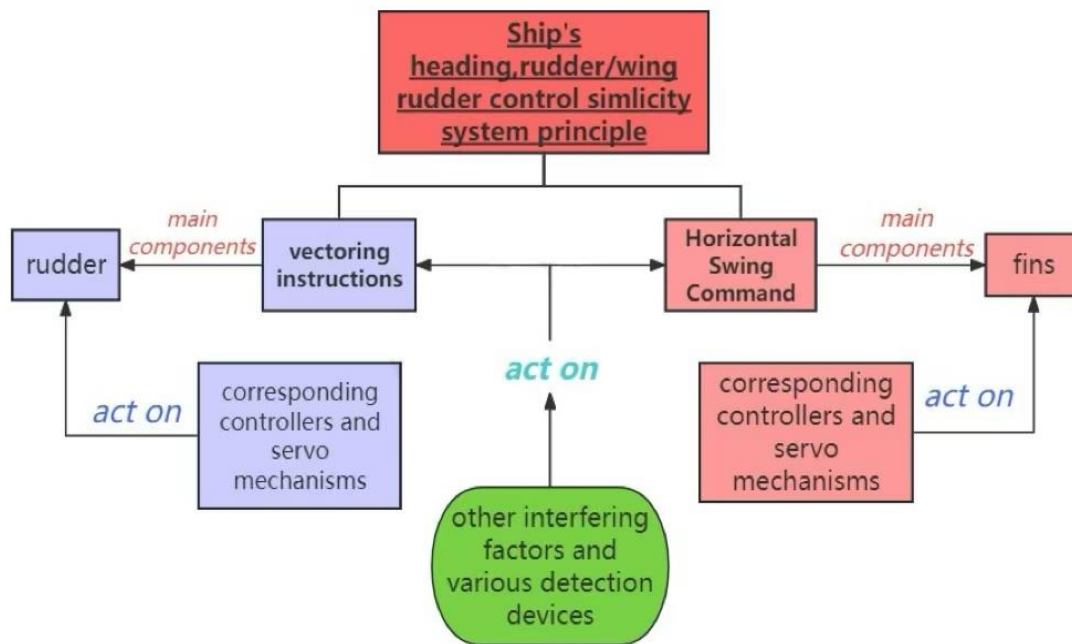 Ship's
heading,rudder/wing
rudder control simlicity
system principle
main
components
rudder
vectoring
instructions
Horizontal
Swing
Command
main
components
fins
act on
act on
corresponding
controllers and
servo
mechanisms
act on
corresponding
controllers and
servo
mechanisms
other interfering
factors and
various detection
devices